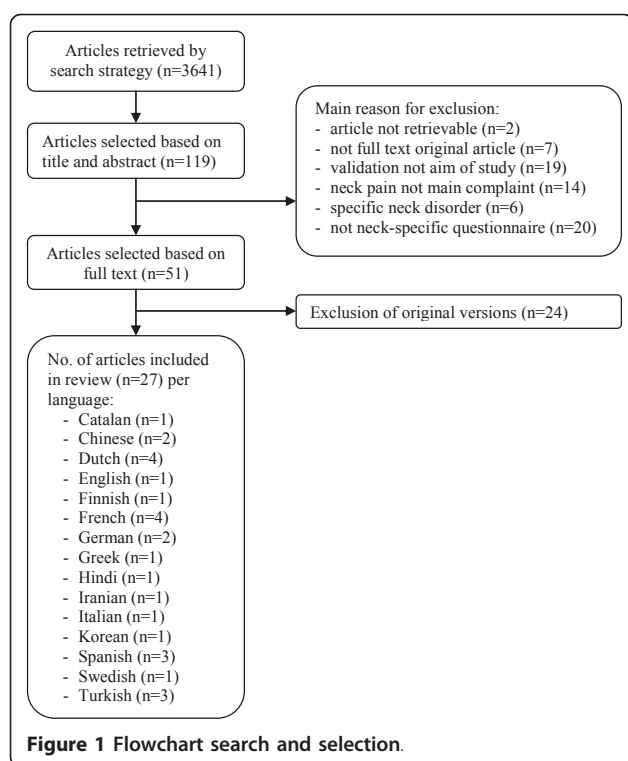 Articles retrieved by
search strategy (n=3641)
Articles selected based on
title and abstract (n=119)
Main reason for exclusion:
- article not retrievable (n=2)
- not full text original article (n=7)
- validation not aim of study (n=19)
- neck pain not main complaint (n=14)
- specific neck disorder (n=6)
- not neck-specific questionnaire (n=20)
Articles selected based on
full text (n=51)
Exclusion of original versions (n=24)
No. of articles included
in review (n=27) per
language:
- Catalan (n=1)
- Chinese (n=2)
- Dutch (n=4)
- English (n=1)
- Finnish (n=1)
- French (n=4)
- German (n=2)
- Greek (n=1)
- Hindi (n=1)
- Iranian (n=1)
- Italian (n=1)
- Korean (n=1)
- Spanish (n=3)
- Swedish (n=1)
- Turkish (n=3)
Figure 1 Flowchart search and selection.